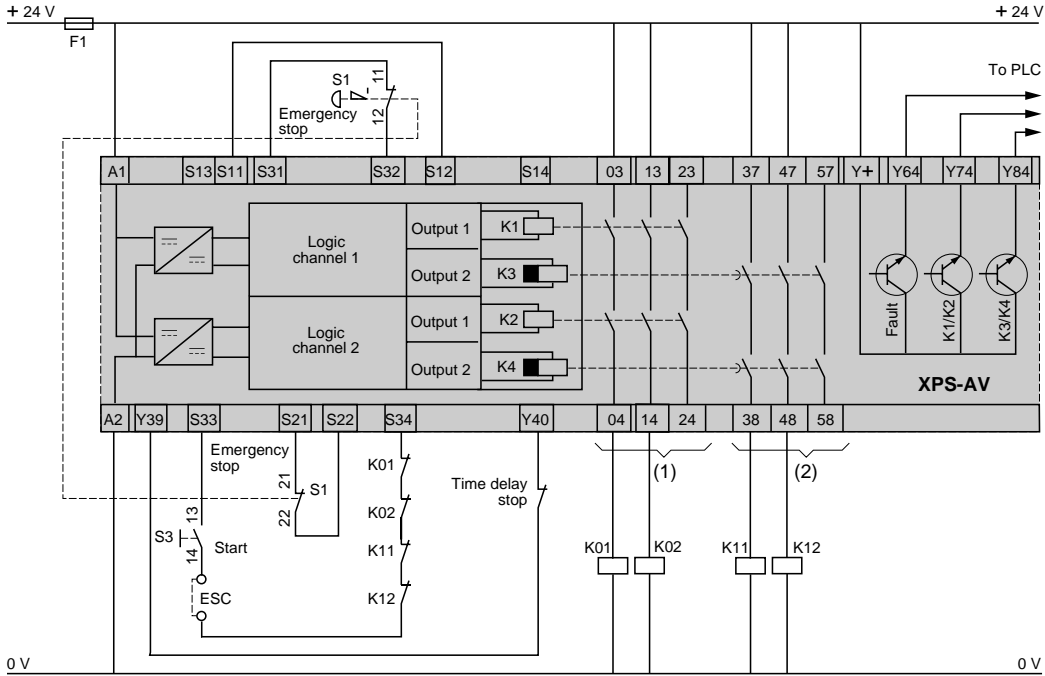 + 24 V
+ 24 V
F1
To PLC
S1
11
12
Emergency
stop
A1 S13 S11 S31 S32 S12 S14 03 13 23 37 47 57 Y+ Y64 Y74 Y84
Logic
channel 1
Output 1
K1
Output 2
K3
Logic
channel 2
Output 1
K2
Output 2
K4
Fault
K1/K2
K3/K4
XPS-AV
A2 Y39 S33 S21 S22 S34 Y40 04 14 24 38 48 58
(1)
(2)
Emergency
stop
21
22
S1
K01
K02
K11
K12
Time delay
stop
S3
13
14
Start
ESC
K01
K02
K11
K12
0 V
0 V